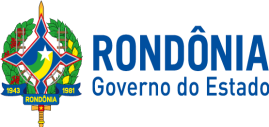 RONDÔNIA
Governo do Estado
1943
1981
RONDÔNIA